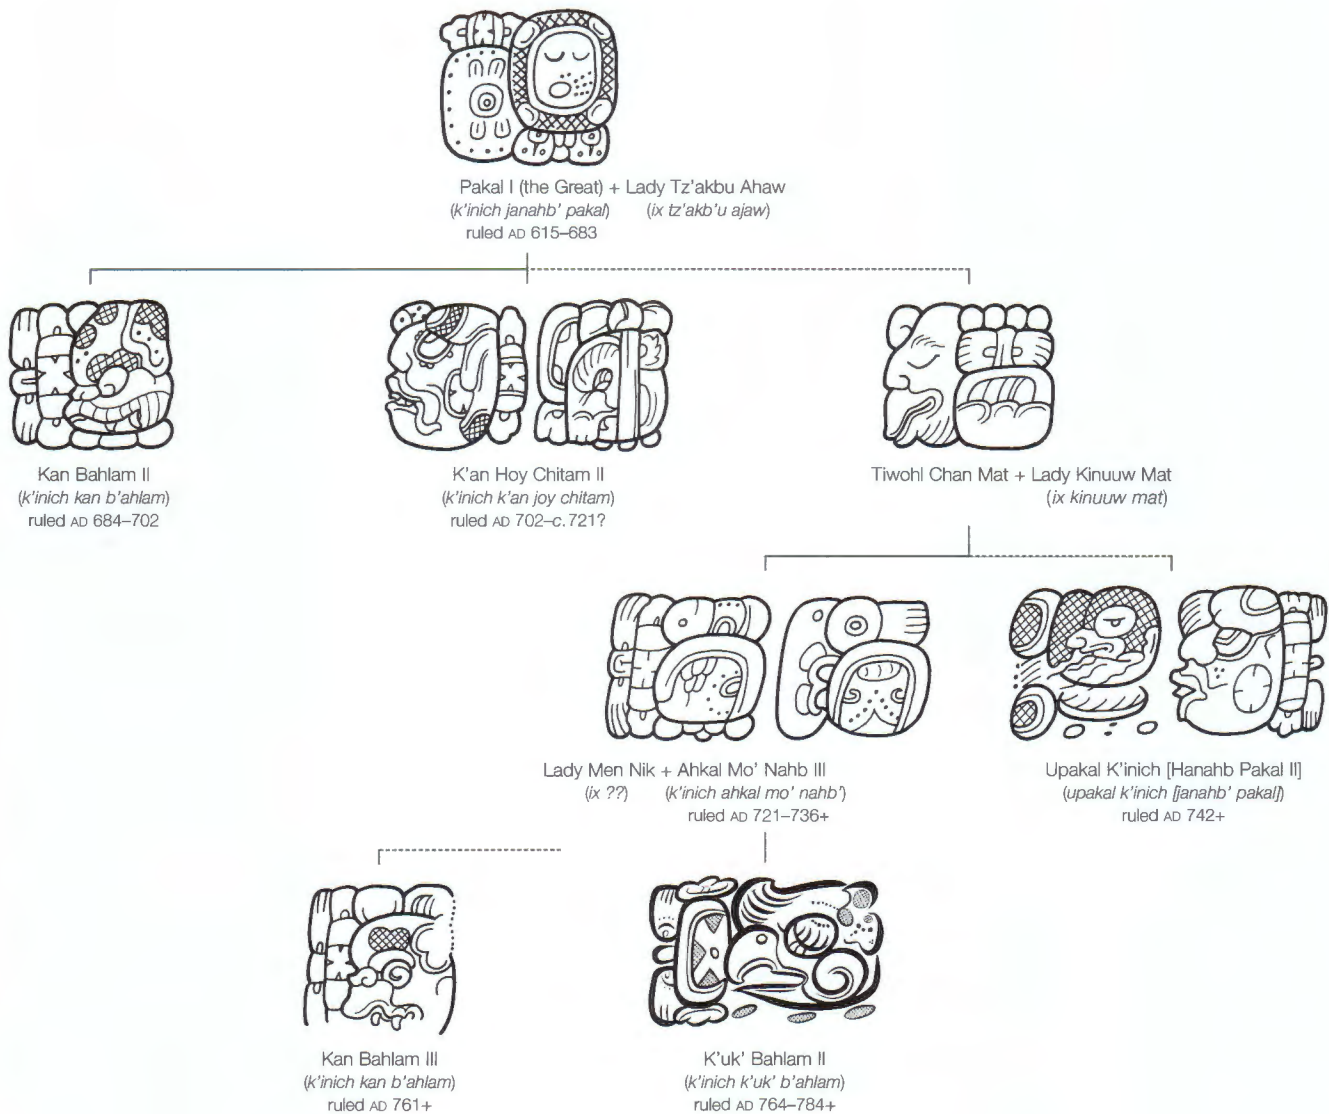 Pakal I (the Great) + Lady Tz'akbu Ahaw
(k'inich janahb' pakal) (ix tz'akb'u ajaw)
ruled AD 615–683
Kan Bahlam II
(k'inich kan b'ahlam)
ruled AD 684–702
K'an Hoy Chitam II
(k'inich k'an joy chitam)
ruled AD 702–c.721?
Tiwohl Chan Mat + Lady Kinuuw Mat
(ix kinuuw mat)
Lady Men Nik + Ahkal Mo' Nahb III
(ix ??) (k'inich ahkal mo' nahb')
ruled AD 721–736+
Upakal K'inich [Hanahb Pakal II]
(upakal k'inich [janahb' pakal])
ruled AD 742+
Kan Bahlam III
(k'inich kan b'ahlam)
ruled AD 761+
K'uk' Bahlam II
(k'inich k'uk' b'ahlam)
ruled AD 764–784+